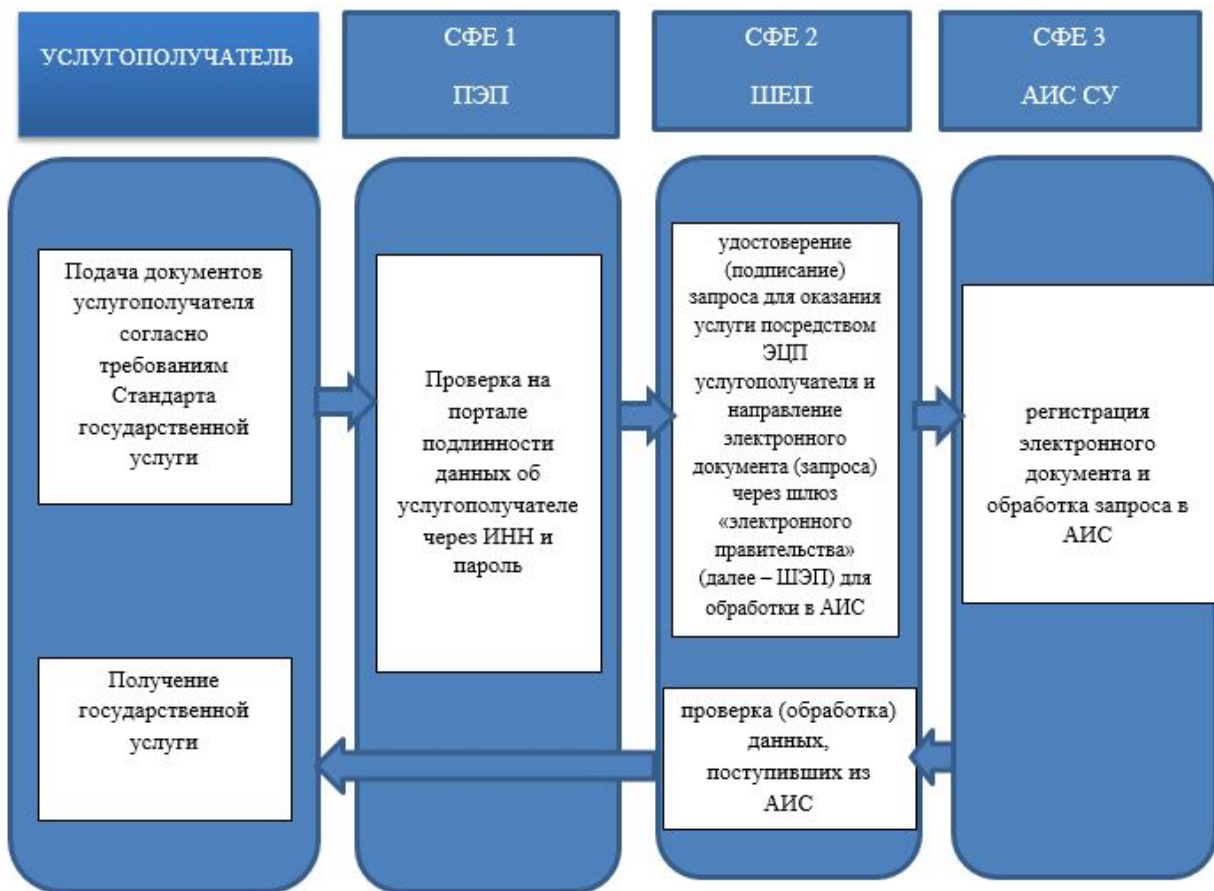 УСЛУГОПОЛУЧАТЕЛЬ
СФЕ 1
ПЭП
СФЕ 2
ШЕП
СФЕ 3
АИС СУ
Подача документов
услугополучателя
согласно
требованиям
Стандарта
государственной
услуги
Проверка на
портале
подлинности
данных об
услугополучателе
через ИНН и
пароль
удостоверение
(подписание)
запроса для оказания
услуги посредством
ЭЦП
услугополучателя и
направление
электронного
документа (запроса)
через шлюз
«электронного
правительства»
(далее – ШЭП) для
обработки в АИС
регистрация
электронного
документа и
обработка запроса в
АИС
Получение
государственной
услуги
проверка (обработка)
данных,
поступивших из
АИС